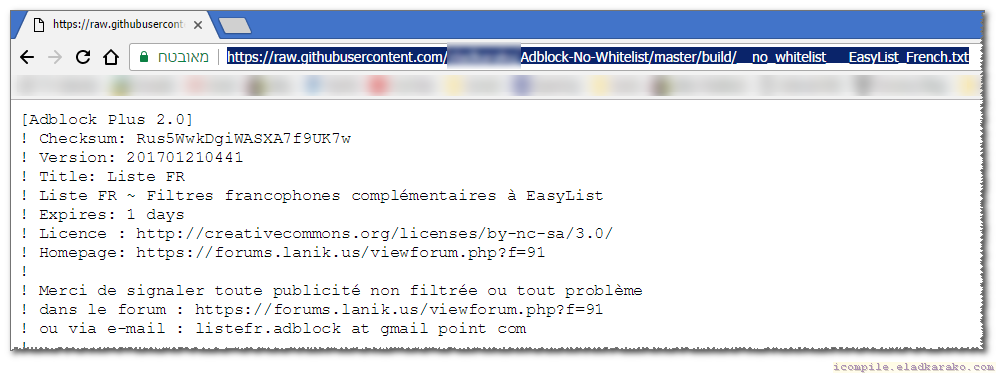 https://raw.githubusercont
מאובטח https://raw.githubusercontent.com/ Adblock-No-Whitelist/master/build/__no_whitelist__EasyList_French.txt
[Adblock Plus 2.0]
! Checksum: Rus5WwkDgiWASXA7f9UK7w
! Version: 201701210441
! Title: Liste FR
! Liste FR ~ Filtres francophones complémentaires à EasyList
! Expires: 1 days
! Licence : http://creativecommons.org/licenses/by-nc-sa/3.0/
! Homepage: https://forums.lanik.us/viewforum.php?f=91
!
! Merci de signaler toute publicité non filtrée ou tout problème
! dans le forum : https://forums.lanik.us/viewforum.php?f=91
! ou via e-mail : listefr.adblock at gmail point com
!
icompile.eladkarako.com